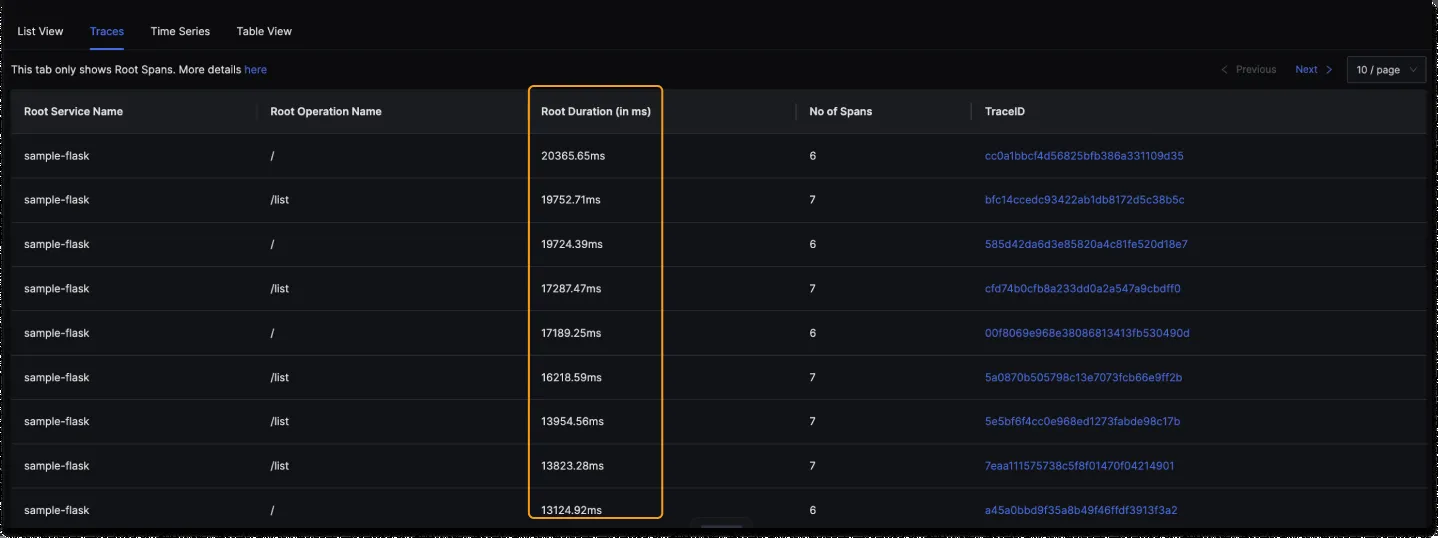 List View Traces Time Series Table View
This tab only shows Root Spans. More details here Previous Next 10 / page
Root Service Name Root Operation Name Root Duration (in ms) No of Spans TraceID
sample-flask / 20365.65ms 6 cc0a1bbcf4d56825bfb386a331109d35
sample-flask /list 19752.71ms 7 bfc14ccedc93422ab1db8172d5c38b5c
sample-flask / 19724.39ms 6 585d42da6d3e85820a4c81fe520d18e7
sample-flask /list 17287.47ms 7 cfd74b0cfb8a233dd0a2a547a9cbdff0
sample-flask / 17189.25ms 6 00f8069e968e38086813413fb530490d
sample-flask /list 16218.59ms 7 5a0870b505798c13e7073fcb66e9ff2b
sample-flask /list 13954.56ms 7 5e5bf6f4cc0e968ed1273fabde98c17b
sample-flask /list 13823.28ms 7 7eaa111575738c5f8f01470f04214901
sample-flask / 13124.92ms 6 a45a0bbd9f35a8b49f46ffdf3913f3a2